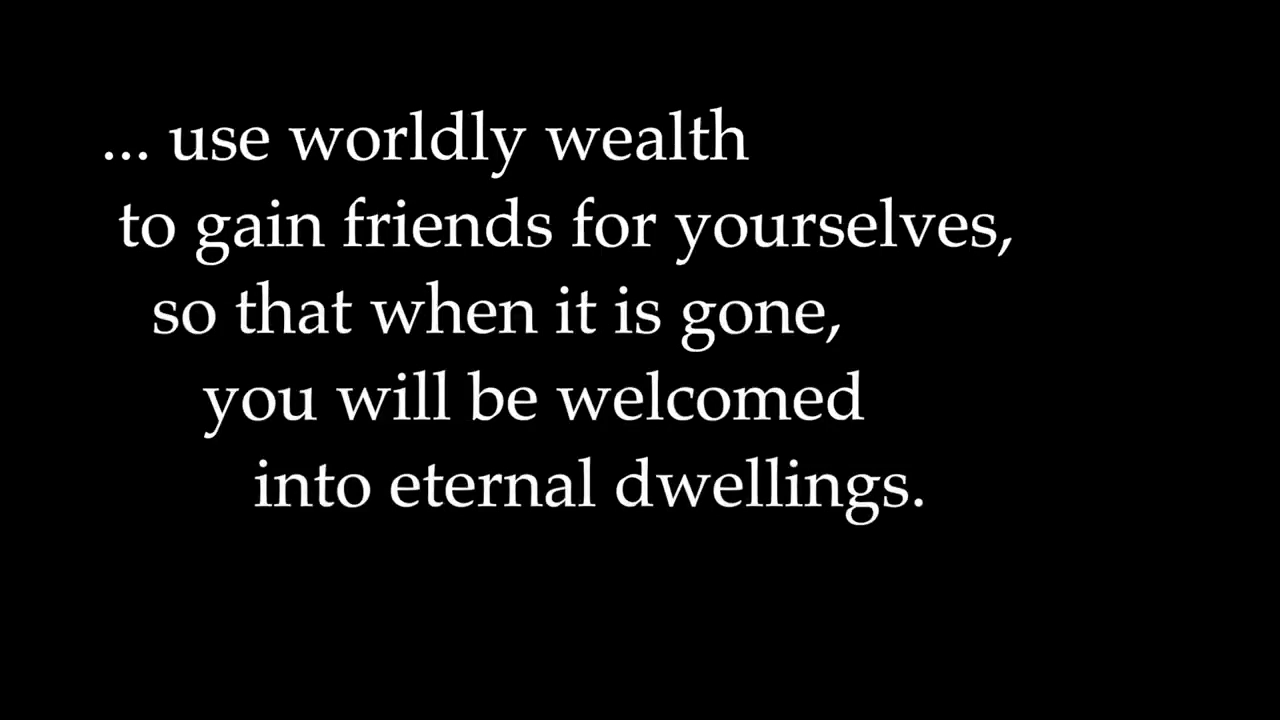 ... use worldly wealth
to gain friends for yourselves,
so that when it is gone,
you will be welcomed
into eternal dwellings.